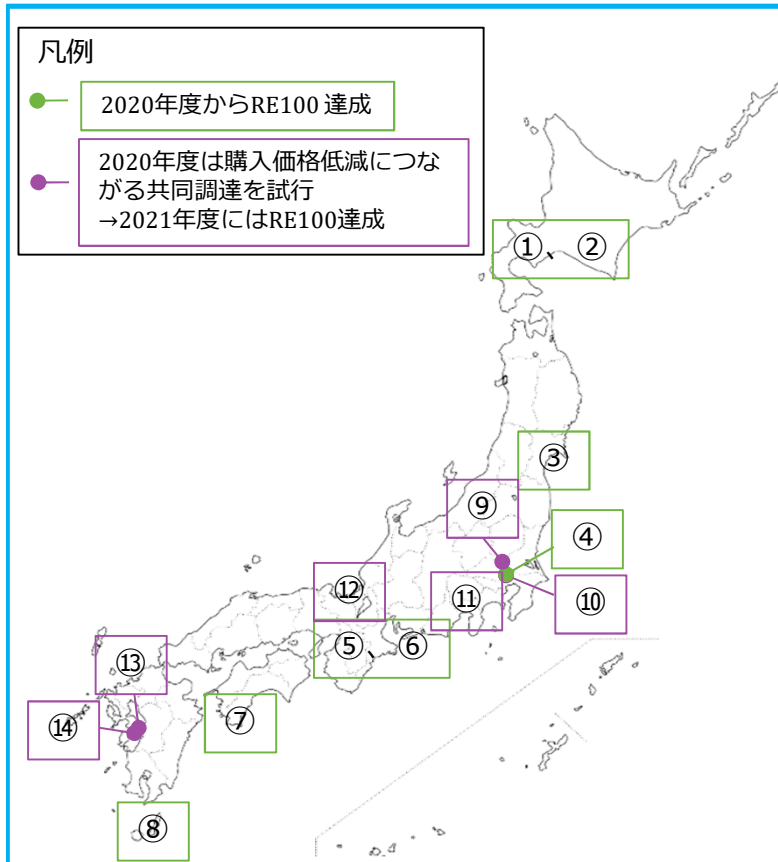 凡例
2020年度からRE100 達成
2020年度は購入価格低減につな
がる共同調達を試行
→2021年度にはRE100達成
①、②
③
⑨
④
⑫
⑪
⑩
⑤、⑥
⑬
⑭
⑦
⑧